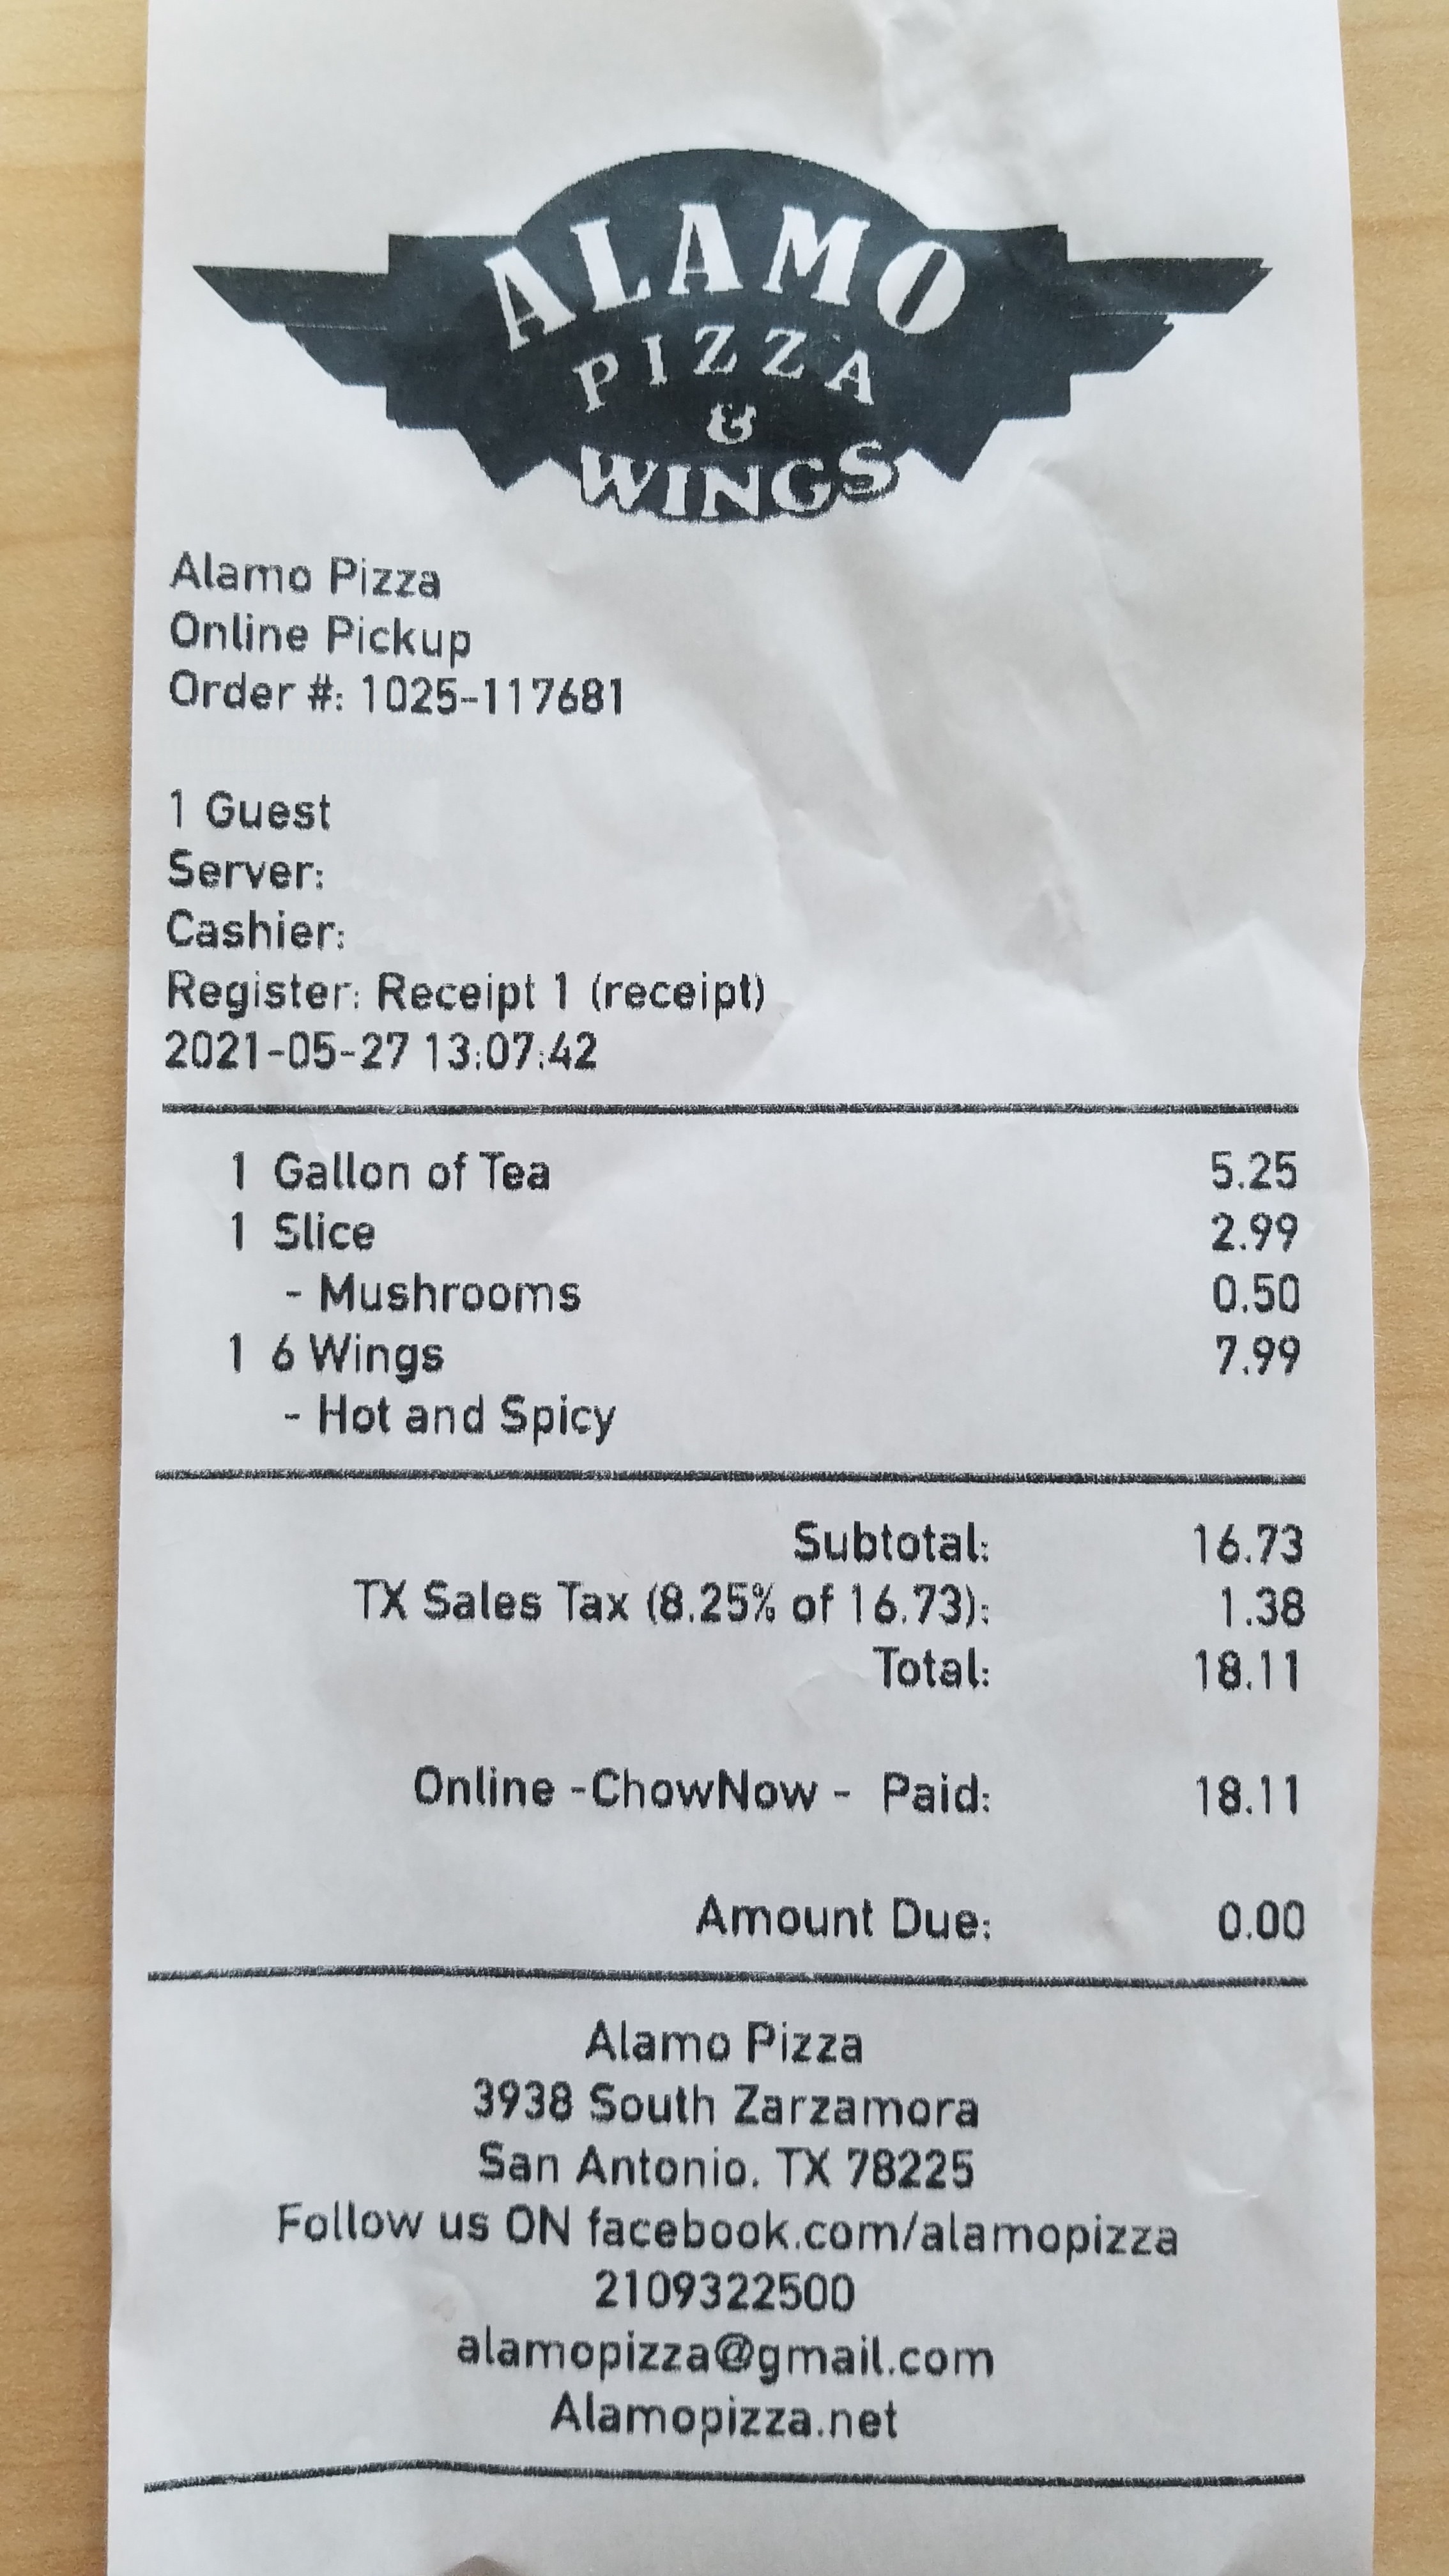 ALAMO
PIZZA
&
WINGS
Alamo Pizza
Online Pickup
Order #: 1025-117681
1 Guest
Server:
Cashier:
Register: Receipt 1 (receipt)
2021-05-27 13:07:42
1 Gallon of Tea 5.25
1 Slice 2.99
- Mushrooms 0.50
1 6 Wings 7.99
- Hot and Spicy
Subtotal: 16.73
TX Sales Tax (8.25% of 16.73): 1.38
Total: 18.11
Online -ChowNow - Paid: 18.11
Amount Due: 0.00
Alamo Pizza
3938 South Zarzamora
San Antonio, TX 78225
Follow us ON facebook.com/alamopizza
2109322500
alamopizza@gmail.com
Alamopizza.net